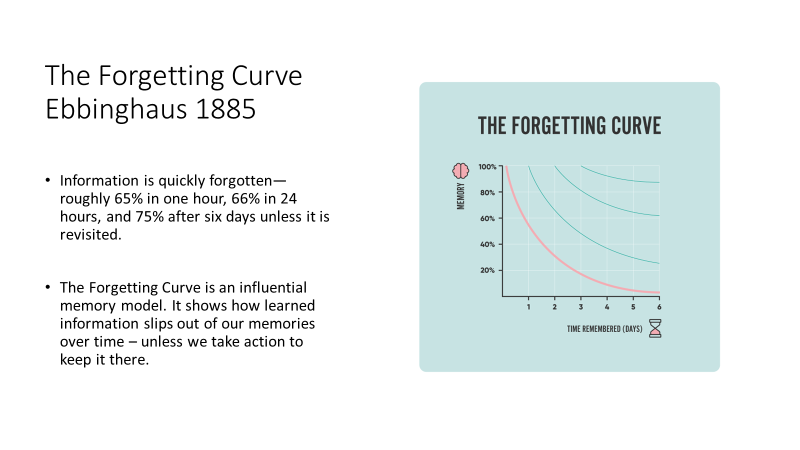 The Forgetting Curve
Ebbinghaus 1885
• Information is quickly forgotten—
roughly 65% in one hour, 66% in 24
hours, and 75% after six days unless it is
revisited.
• The Forgetting Curve is an influential
memory model. It shows how learned
information slips out of our memories
over time – unless we take action to
keep it there.
THE FORGETTING CURVE
MEMORY
100%
80%
60%
40%
20%
1 2 3 4 5 6
TIME REMEMBERED (DAYS)